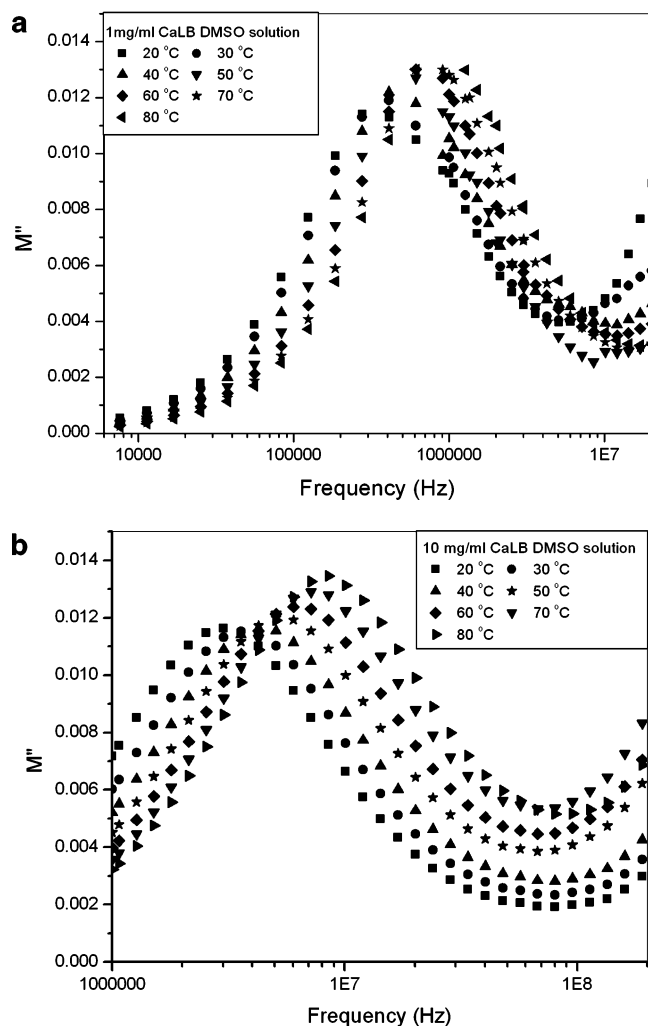 a
1mg/ml CaLB DMSO solution
20 °C 30 °C
40 °C 50 °C
60 °C 70 °C
80 °C
0.014
0.012
0.010
0.008
0.006
0.004
0.002
0.000
M''
10000 100000 1000000 1E7
Frequency (Hz)
b
10 mg/ml CaLB DMSO solution
20 °C 30 °C
40 °C 50 °C
60 °C 70 °C
80 °C
0.014
0.012
0.010
0.008
0.006
0.004
0.002
0.000
M''
1000000 1E7 1E8
Frequency (Hz)